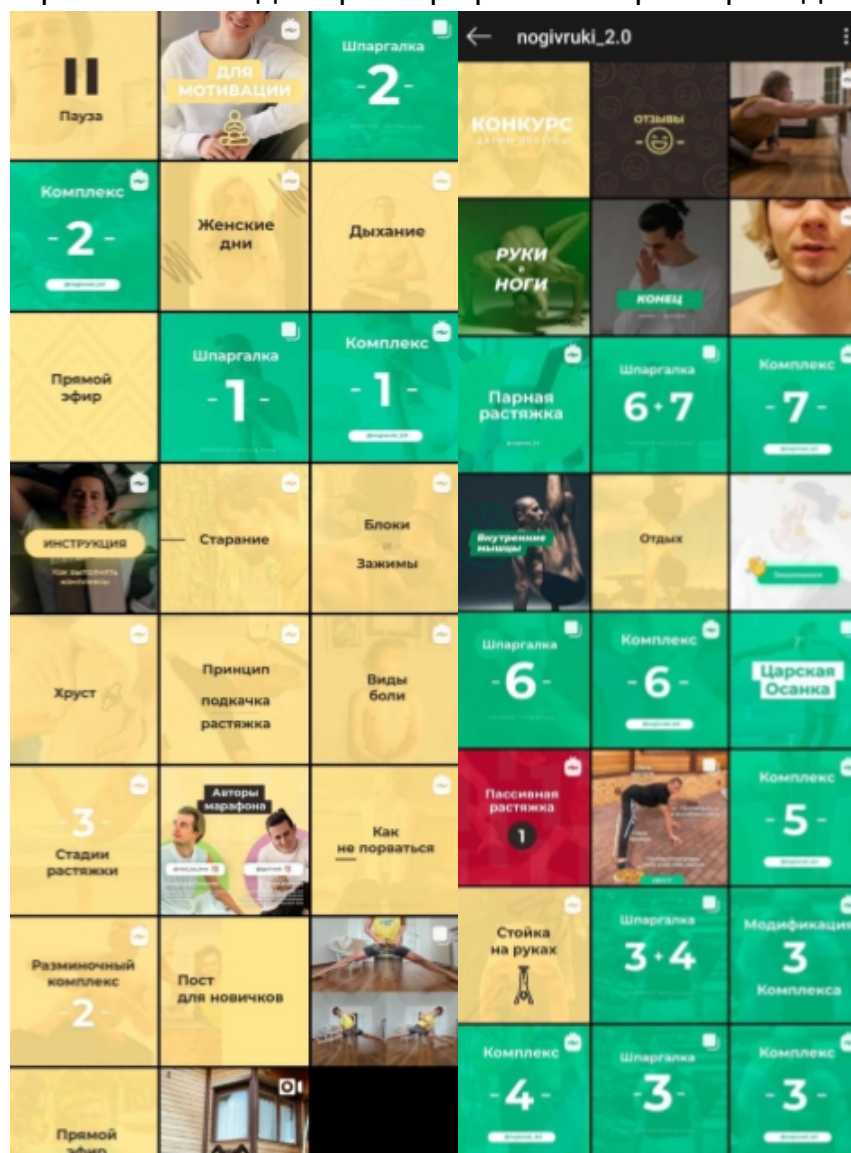 Пауза
ДЛЯ
МОТИВАЦИИ
Шпаргалка
-2-
Комплекс
-2-
Женские
дни
Дыхание
Прямой
эфир
Шпаргалка
-1-
Комплекс
-1-
ИНСТРУКЦИЯ
Как выполнять
комплексы
Старание
Блоки
и
Зажимы
Хруст
Принцип
подкачка
растяжка
Виды
боли
-3-
Стадии
растяжки
Авторы
марафона
Как
не порваться
Разминочный
комплекс
-2-
Пост
для новичков
Прямой
эфир
nogivruki_2.0
КОНКУРС
ОТЗЫВЫ
РУКИ
в
НОГИ
КОНЕЦ
Парная
растяжка
Шпаргалка
6+7
Комплекс
-7-
Внутренние
мышцы
Отдых
Знакомимся
Шпаргалка
-6-
Комплекс
-6-
Царская
Осанка
Пассивная
растяжка
1
Комплекс
-5-
Стойка
на руках
Шпаргалка
3+4
Модификация
3
Комплекса
Комплекс
-4-
Шпаргалка
-3-
Комплекс
-3-